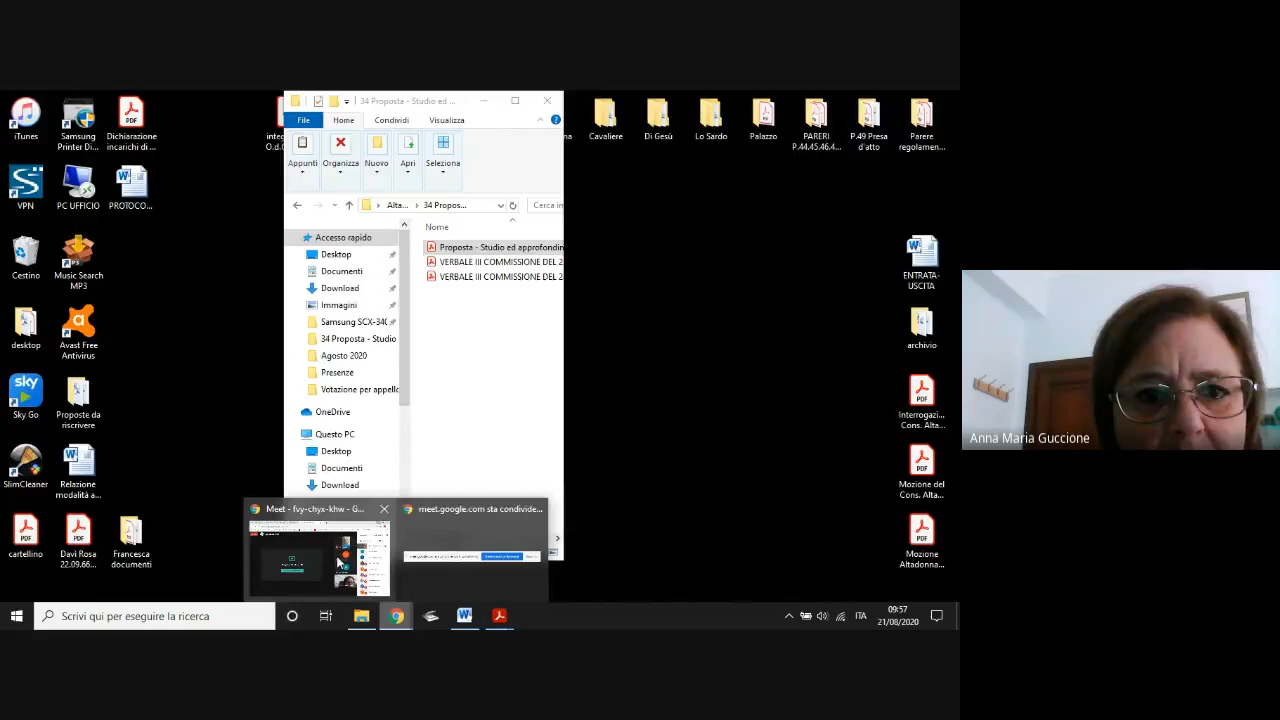 iTunes
Samsung
Printer Di...
Dichiarazione
incarichi di ...
VPN
PC UFFICIO
PROTOCO...
Cestino
Music Search
MP3
desktop
Avast Free
Antivirus
Sky Go
Proposte da
riscrivere
SlimCleaner
Relazione
modalità a...
cartellino
Davì Rosa
22.09.66...
Francesca
documenti
34 Proposta - Studio ed ...
File
Home
Condividi
Visualizza
Appunti
Organizza
Nuovo
Apri
Seleziona
Alta...
34 Propos...
Cerca in
Nome
Accesso rapido
Desktop
Documenti
Download
Immagini
Samsung SCX-340
34 Proposta - Studio
Agosto 2020
Presenze
Votazione per appello
OneDrive
Questo PC
Desktop
Documenti
Download
Proposta - Studio ed approfondin
VERBALE III COMMISSIONE DEL 2
VERBALE III COMMISSIONE DEL 2
Meet - fvy-chyx-khw - G...
meet.google.com sta condivide...
Cavaliere
Di Gesù
Lo Sardo
Palazzo
PARERI
P.44.45.46.4...
P.49 Presa
d'atto
Parere
regolamen...
ENTRATA-
USCITA
archivio
Interrogazi...
Cons. Alta...
Mozione del
Cons. Alta...
Mozione
Altadonna...
Anna Maria Guccione
Scrivi qui per eseguire la ricerca
ITA
09:57
21/08/2020